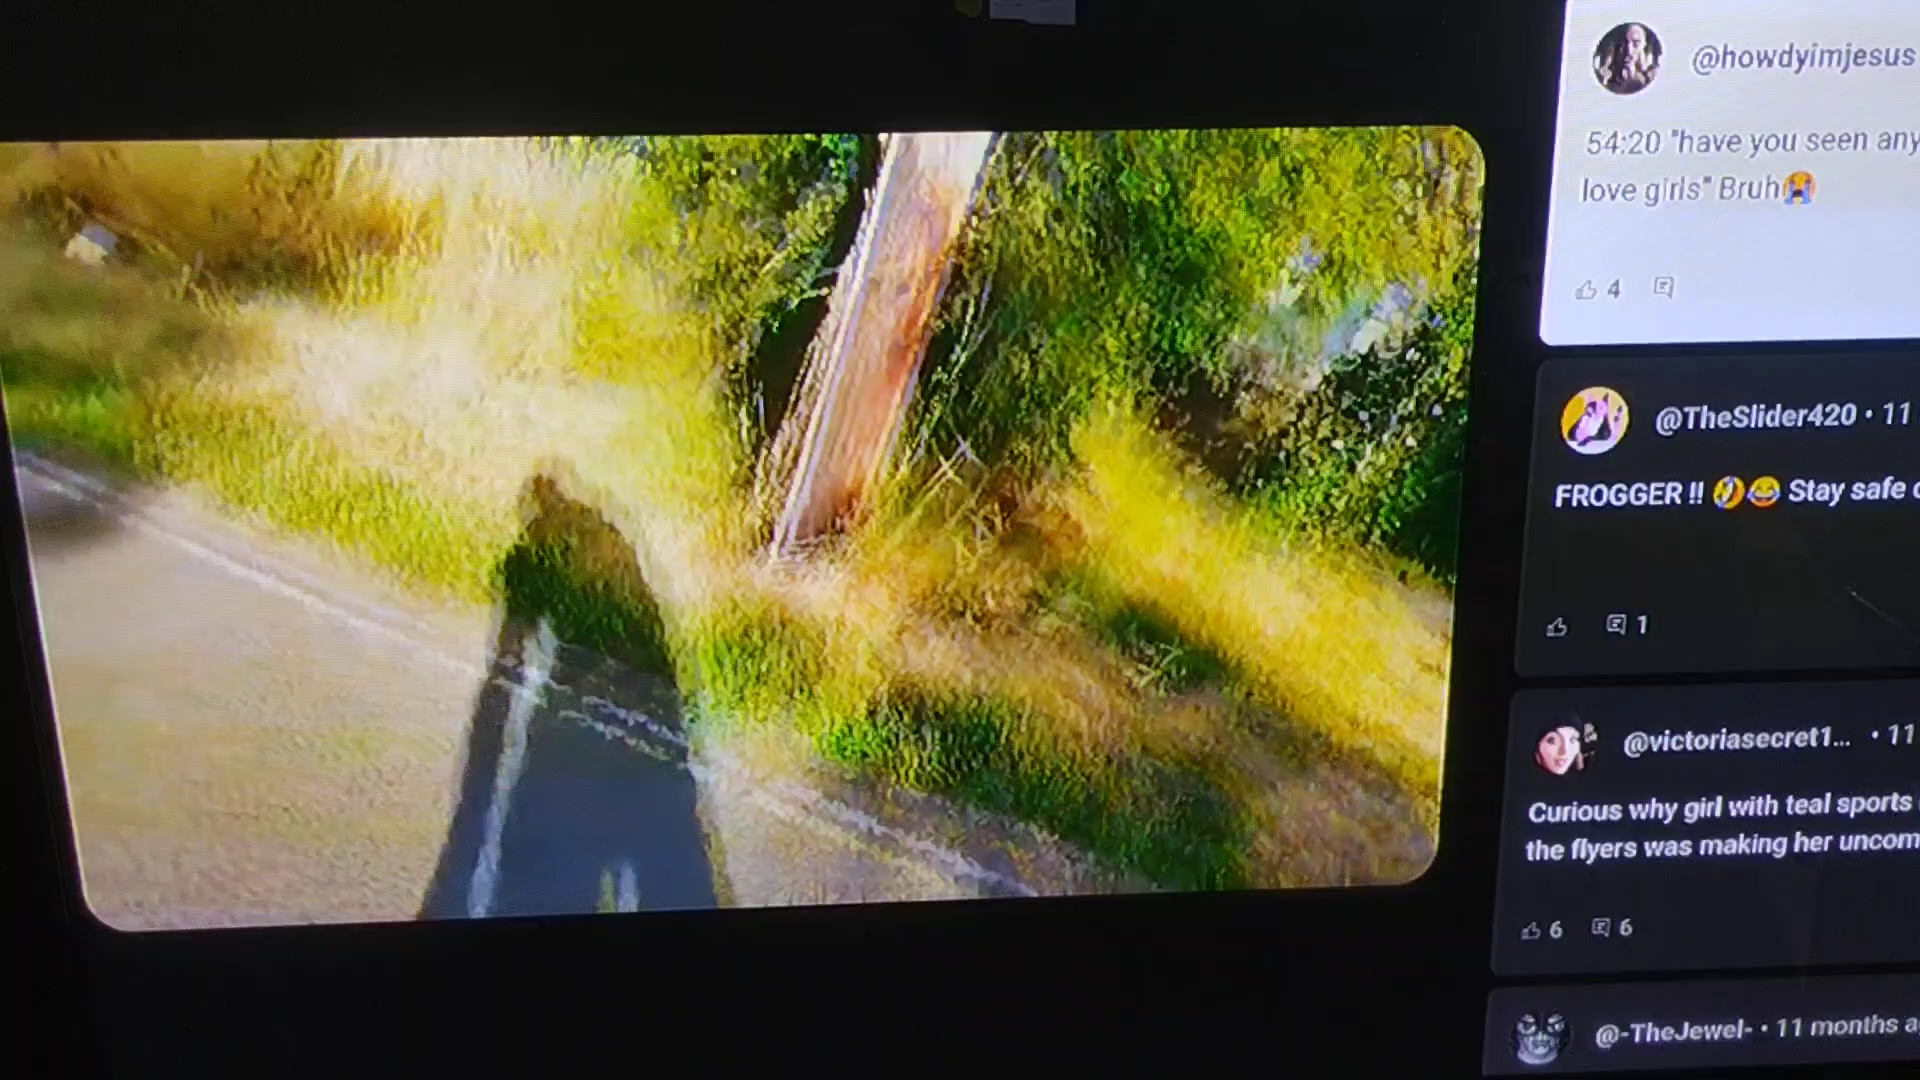 @howdyimjesus
54:20 "have you seen any
love girls" Bruh😭
4
@TheSlider420 • 11
FROGGER !! 🤣😂 Stay safe
1
@victoriasecret1... • 11
Curious why girl with teal sports
the flyers was making her
6 6
@-TheJewel- • 11 months